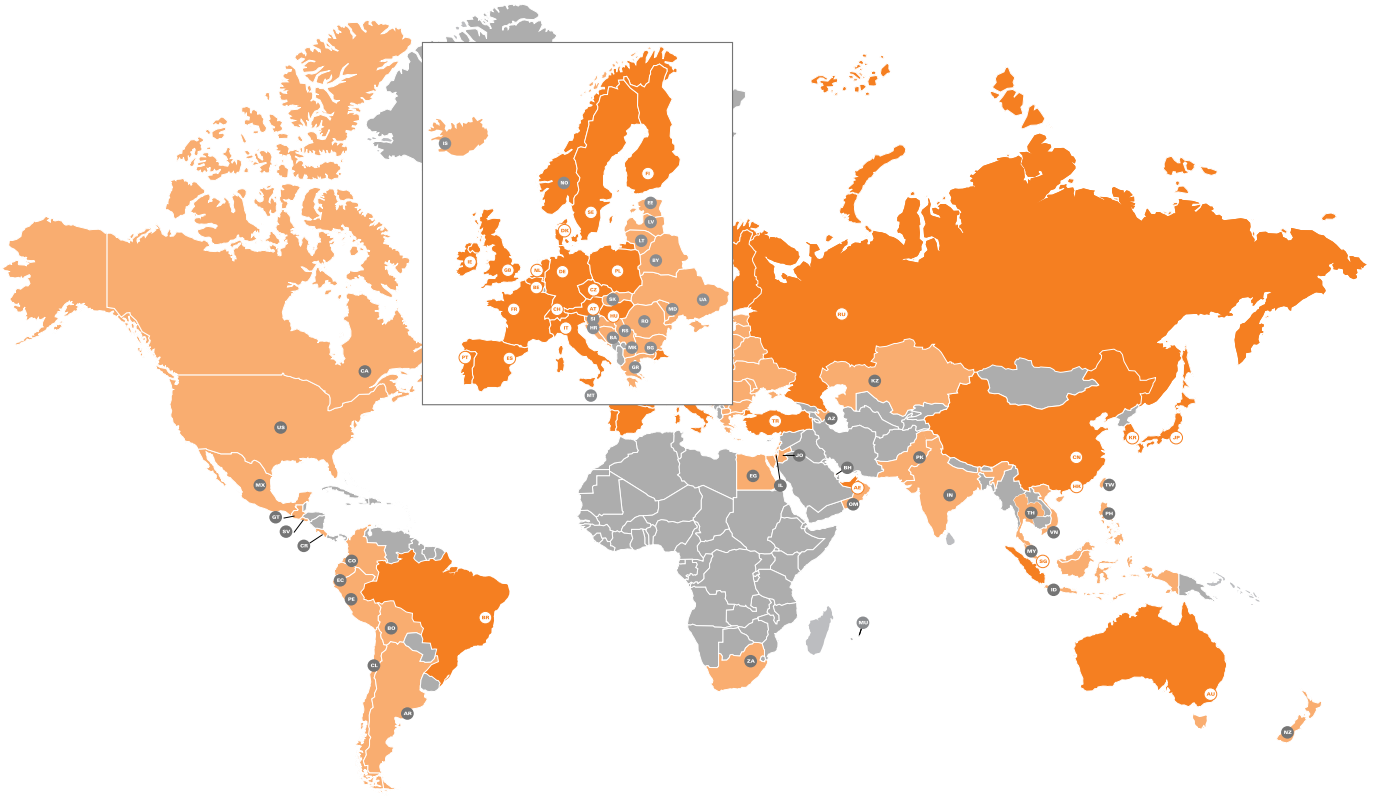 IS
NO
FI
SE
EE
LV
DK
LT
IE
GB
NL
DE
PL
BY
BE
CZ
SK
UA
FR
CH
AT
HU
MD
SI
RO
IT
HR
RS
BA
MK
BG
PT
ES
GR
MT
CA
US
MX
GT
SV
CR
CO
EC
PE
BO
BR
CL
AR
RU
KZ
TR
AZ
JO
BH
PK
EG
IL
AE
OM
IN
CN
KR
JP
HK
TW
TH
PH
VN
MY
SG
ID
MU
ZA
AU
NZ